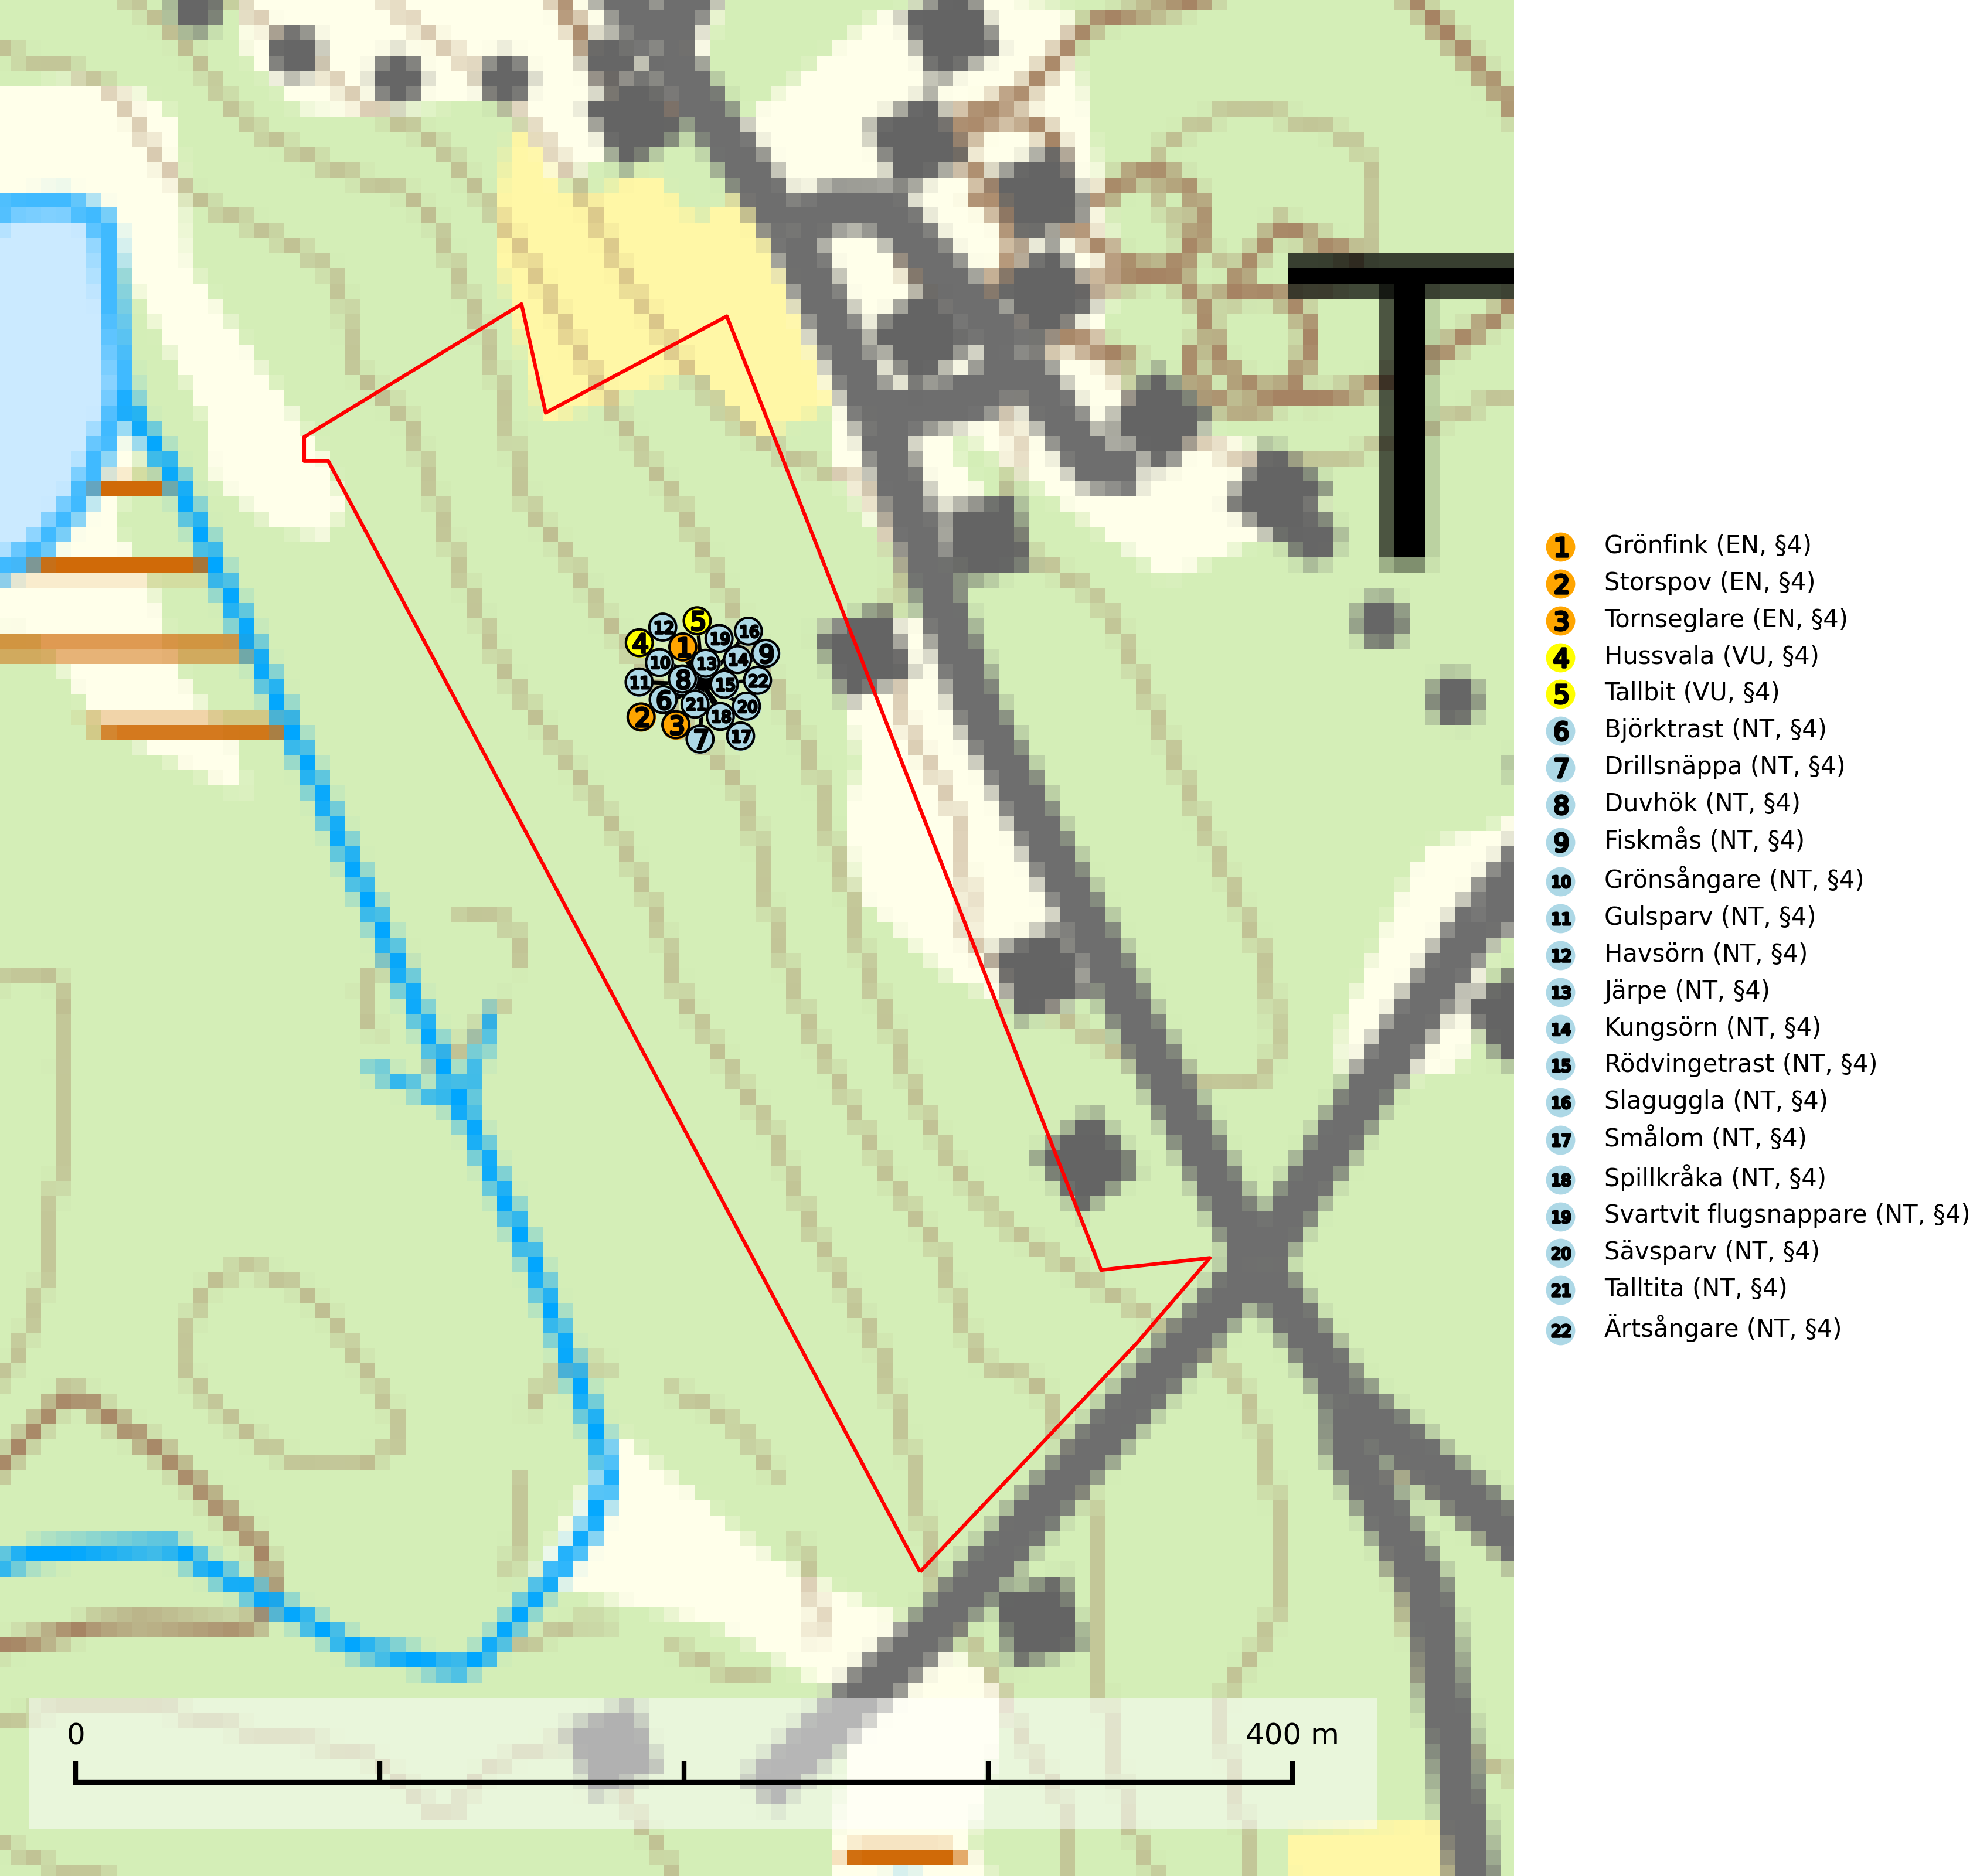 T
12
5
19
16
4
1
10
13
14
9
11
8
15
22
6
21
20
2
3
18
7
17
1 Grönfink (EN, §4)
2 Storspov (EN, §4)
3 Tornseglare (EN, §4)
4 Hussvala (VU, §4)
5 Tallbit (VU, §4)
6 Björktrast (NT, §4)
7 Drillsnäppa (NT, §4)
8 Duvhök (NT, §4)
9 Fiskmås (NT, §4)
10 Grönsångare (NT, §4)
11 Gulsparv (NT, §4)
12 Havsörn (NT, §4)
13 Järpe (NT, §4)
14 Kungsörn (NT, §4)
15 Rödvingetrast (NT, §4)
16 Slaguggla (NT, §4)
17 Smålom (NT, §4)
18 Spillkråka (NT, §4)
19 Svartvit flugsnappare (NT, §4)
20 Sävsparv (NT, §4)
21 Talltita (NT, §4)
22 Ärtsångare (NT, §4)
0 400 m